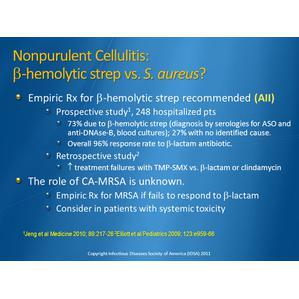 Nonpurulent Cellulitis:
β-hemolytic strep vs. S. aureus?
Empiric Rx for β-hemolytic strep recommended (AII)
Prospective study¹, 248 hospitalized pts
73% due to β-hemolytic strep (diagnosis by serologies for ASO and
anti-DNAse-B, blood cultures); 27% with no identified cause.
Overall 96% response rate to β-lactam antibiotic.
Retrospective study²
↑ treatment failures with TMP-SMX vs. β-lactam or clindamycin
The role of CA-MRSA is unknown.
Empiric Rx for MRSA if fails to respond to β-lactam
Consider in patients with systemic toxicity
¹Jeng et al Medicine 2010; 89:217-26 ²Elliott et al Pediatrics 2009; 123:e959-66
Copyright Infectious Diseases Society of America (IDSA) 2011